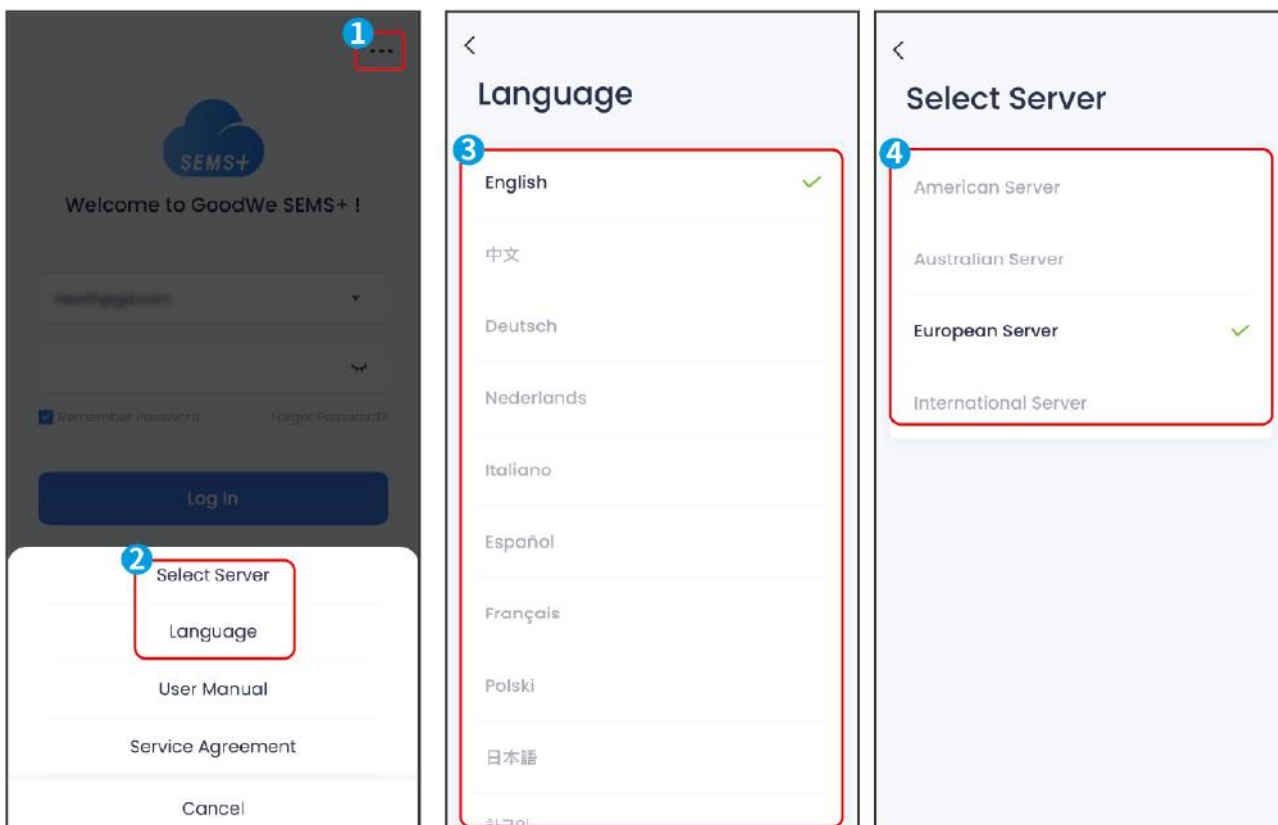 1
SEMS+
Welcome to GoodWe SEMS+ !
Remember Password
Forgot Password?
Log In
2
Select Server
Language
User Manual
Service Agreement
Cancel
Language
3
English
中文
Deutsch
Nederlands
Italiano
Español
Français
Polski
日本語
Select Server
4
American Server
Australian Server
European Server
International Server